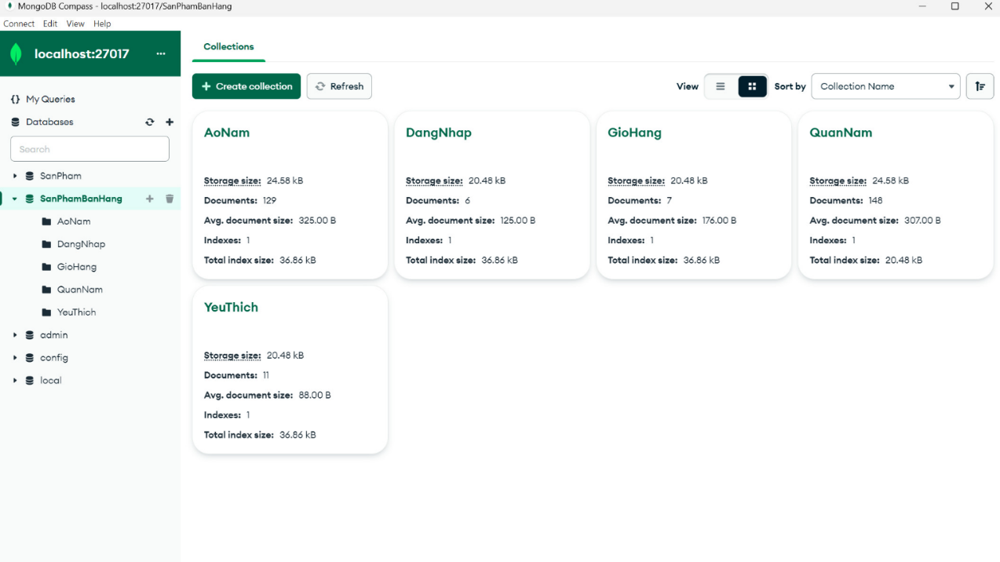 MongoDB Compass - localhost:27017/SanPhamBanHang
Connect Edit View Help
localhost:27017
My Queries
Databases
Search
SanPham
SanPhamBanHang
AoNam
DangNhap
GioHang
QuanNam
YeuThich
admin
config
local
Collections
Create collection
Refresh
View
Sort by
Collection Name
AoNam
Storage size: 24.58 kB
Documents: 129
Avg. document size: 325.00 B
Indexes: 1
Total index size: 36.86 kB
DangNhap
Storage size: 20.48 kB
Documents: 6
Avg. document size: 125.00 B
Indexes: 1
Total index size: 36.86 kB
GioHang
Storage size: 20.48 kB
Documents: 7
Avg. document size: 176.00 B
Indexes: 1
Total index size: 36.86 kB
QuanNam
Storage size: 24.58 kB
Documents: 148
Avg. document size: 307.00 B
Indexes: 1
Total index size: 20.48 kB
YeuThich
Storage size: 20.48 kB
Documents: 11
Avg. document size: 88.00 B
Indexes: 1
Total index size: 36.86 kB